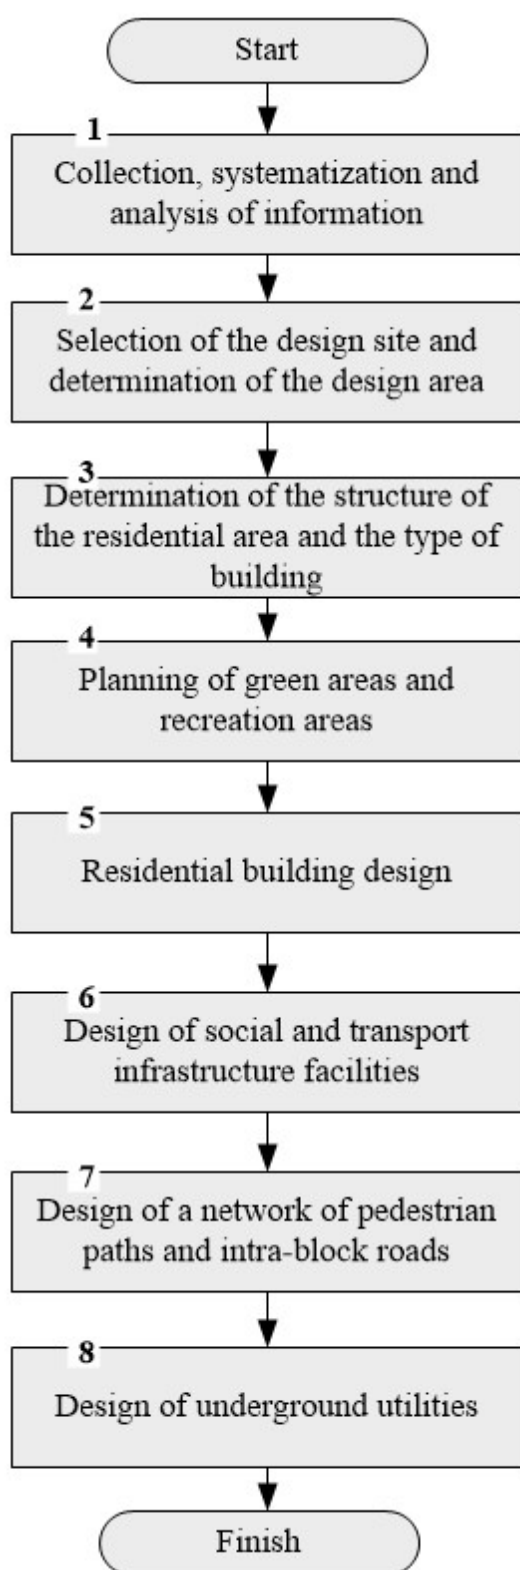 Start
1
Collection, systematization and
analysis of information
2
Selection of the design site and
determination of the design area
3
Determination of the structure of
the residential area and the type of
building
4
Planning of green areas and
recreation areas
5
Residential building design
6
Design of social and transport
infrastructure facilities
7
Design of a network of pedestrian
paths and intra-block roads
8
Design of underground utilities
Finish